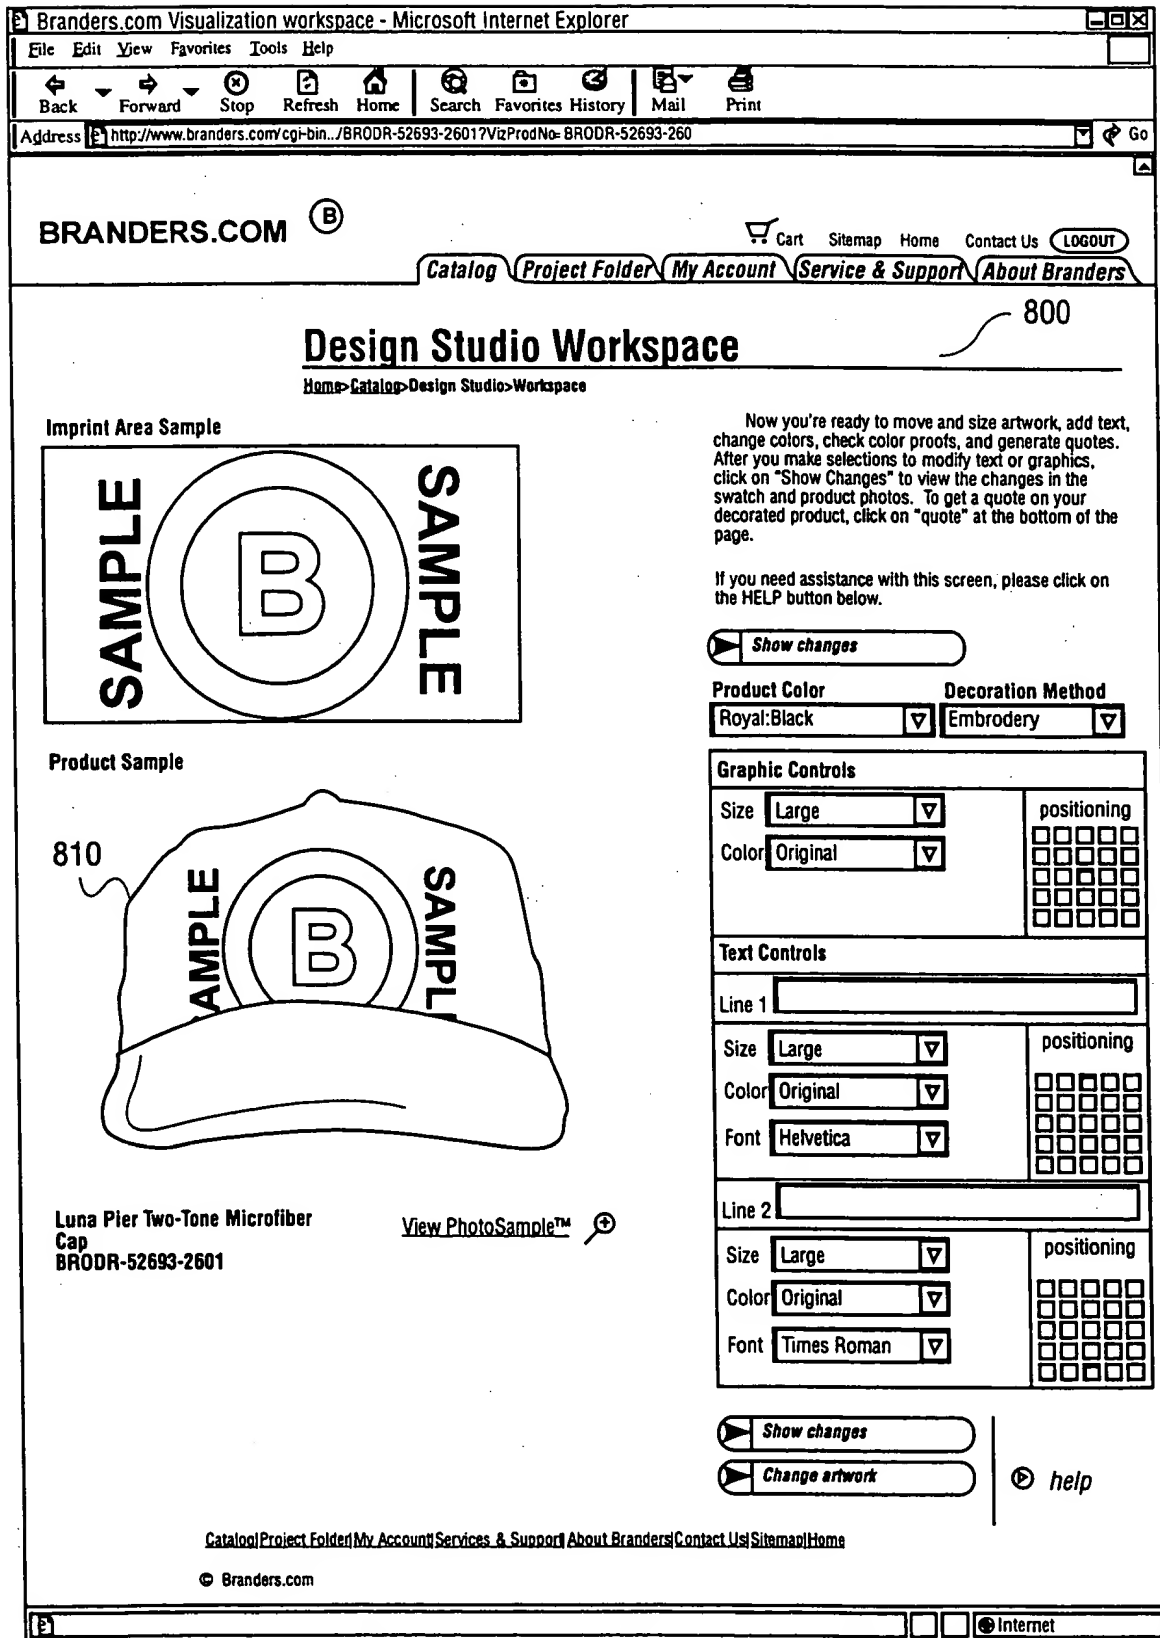 Branders.com Visualization workspace - Microsoft Internet Explorer
File Edit View Favorites Tools Help
Back Forward Stop Refresh Home Search Favorites History Mail Print
Address http://www.branders.com/cgi-bin../BRODR-52693-2601?VizProdNo= BRODR-52693-260 Go
BRANDERS.COM B
Cart Sitemap Home Contact Us LOGOUT
Catalog Project Folder My Account Service & Support About Branders
800
Design Studio Workspace
Home>Catalog>Design Studio>Workspace
Imprint Area Sample
SAMPLE B SAMPLE
Product Sample
810
SAMPLE B SAMPLE
Luna Pier Two-Tone Microfiber
Cap
BRODR-52693-2601
View PhotoSample™
Now you're ready to move and size artwork, add text,
change colors, check color proofs, and generate quotes.
After you make selections to modify text or graphics,
click on "Show Changes" to view the changes in the
swatch and product photos. To get a quote on your
decorated product, click on "quote" at the bottom of the
page.
If you need assistance with this screen, please click on
the HELP button below.
Show changes
Product Color Decoration Method
Royal:Black Embrodery
Graphic Controls
Size Large positioning
Color Original
Text Controls
Line 1
Size Large positioning
Color Original
Font Helvetica
Line 2
Size Large positioning
Color Original
Font Times Roman
Show changes
Change artwork
help
Catalog|Project Folder|My Account|Services & Support|About Branders|Contact Us|Sitemap|Home
© Branders.com
Internet